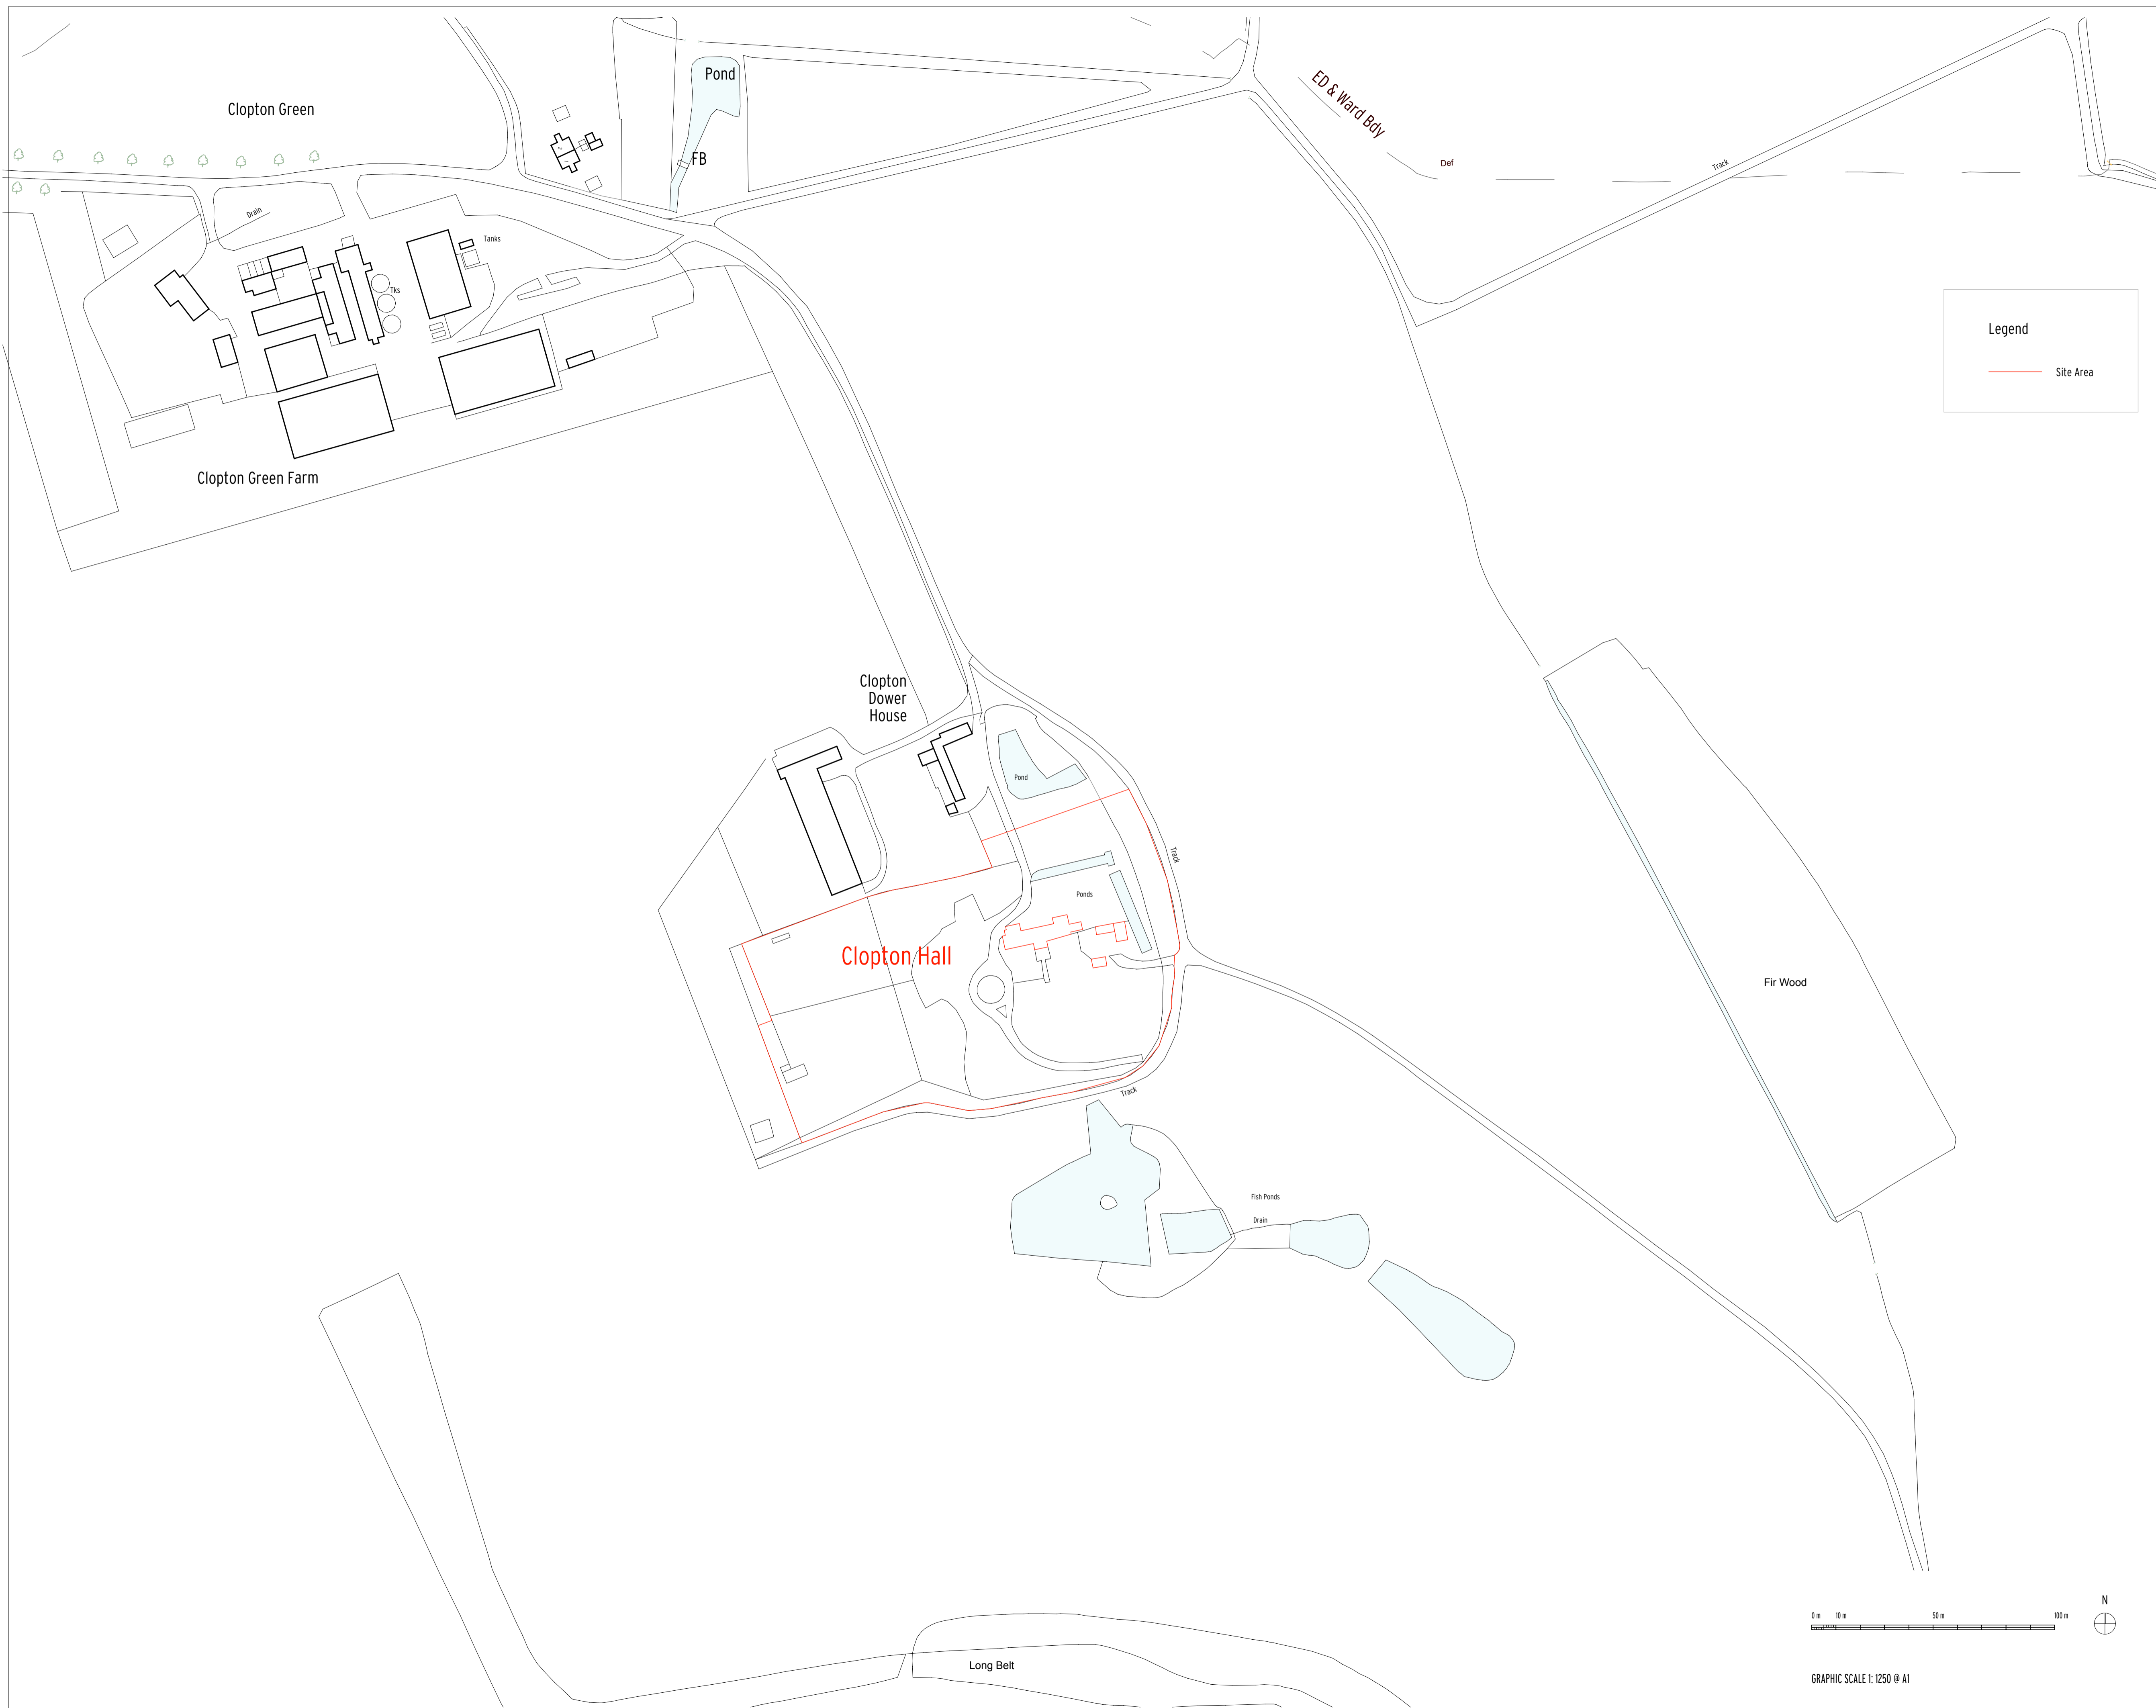 Pond
Clopton Green
ED & Ward Bdy
FB
Def
Track
Drain
Tanks
Tks
Legend
Site Area
Clopton Green Farm
Clopton
Dower
House
Pond
Track
Ponds
Clopton Hall
Fir Wood
Track
Fish Ponds
Drain
N
0 m 10 m 50 m 100 m
Long Belt
GRAPHIC SCALE 1: 1250 @ A1